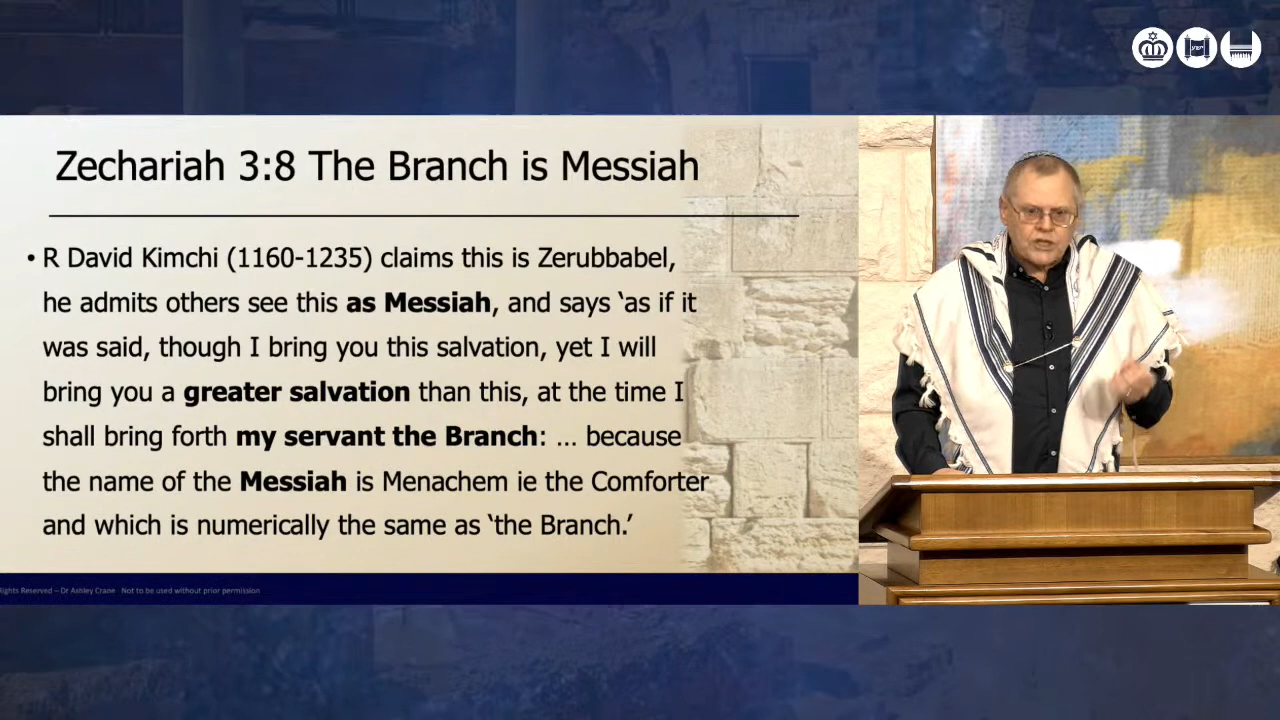 Zechariah 3:8 The Branch is Messiah
• R David Kimchi (1160-1235) claims this is Zerubbabel,
he admits others see this as Messiah, and says ‘as if it
was said, though I bring you this salvation, yet I will
bring you a greater salvation than this, at the time I
shall bring forth my servant the Branch: … because
the name of the Messiah is Menachem ie the Comforter
and which is numerically the same as ‘the Branch.’
Rights Reserved – Dr Ashley Crane Not to be used without prior permission